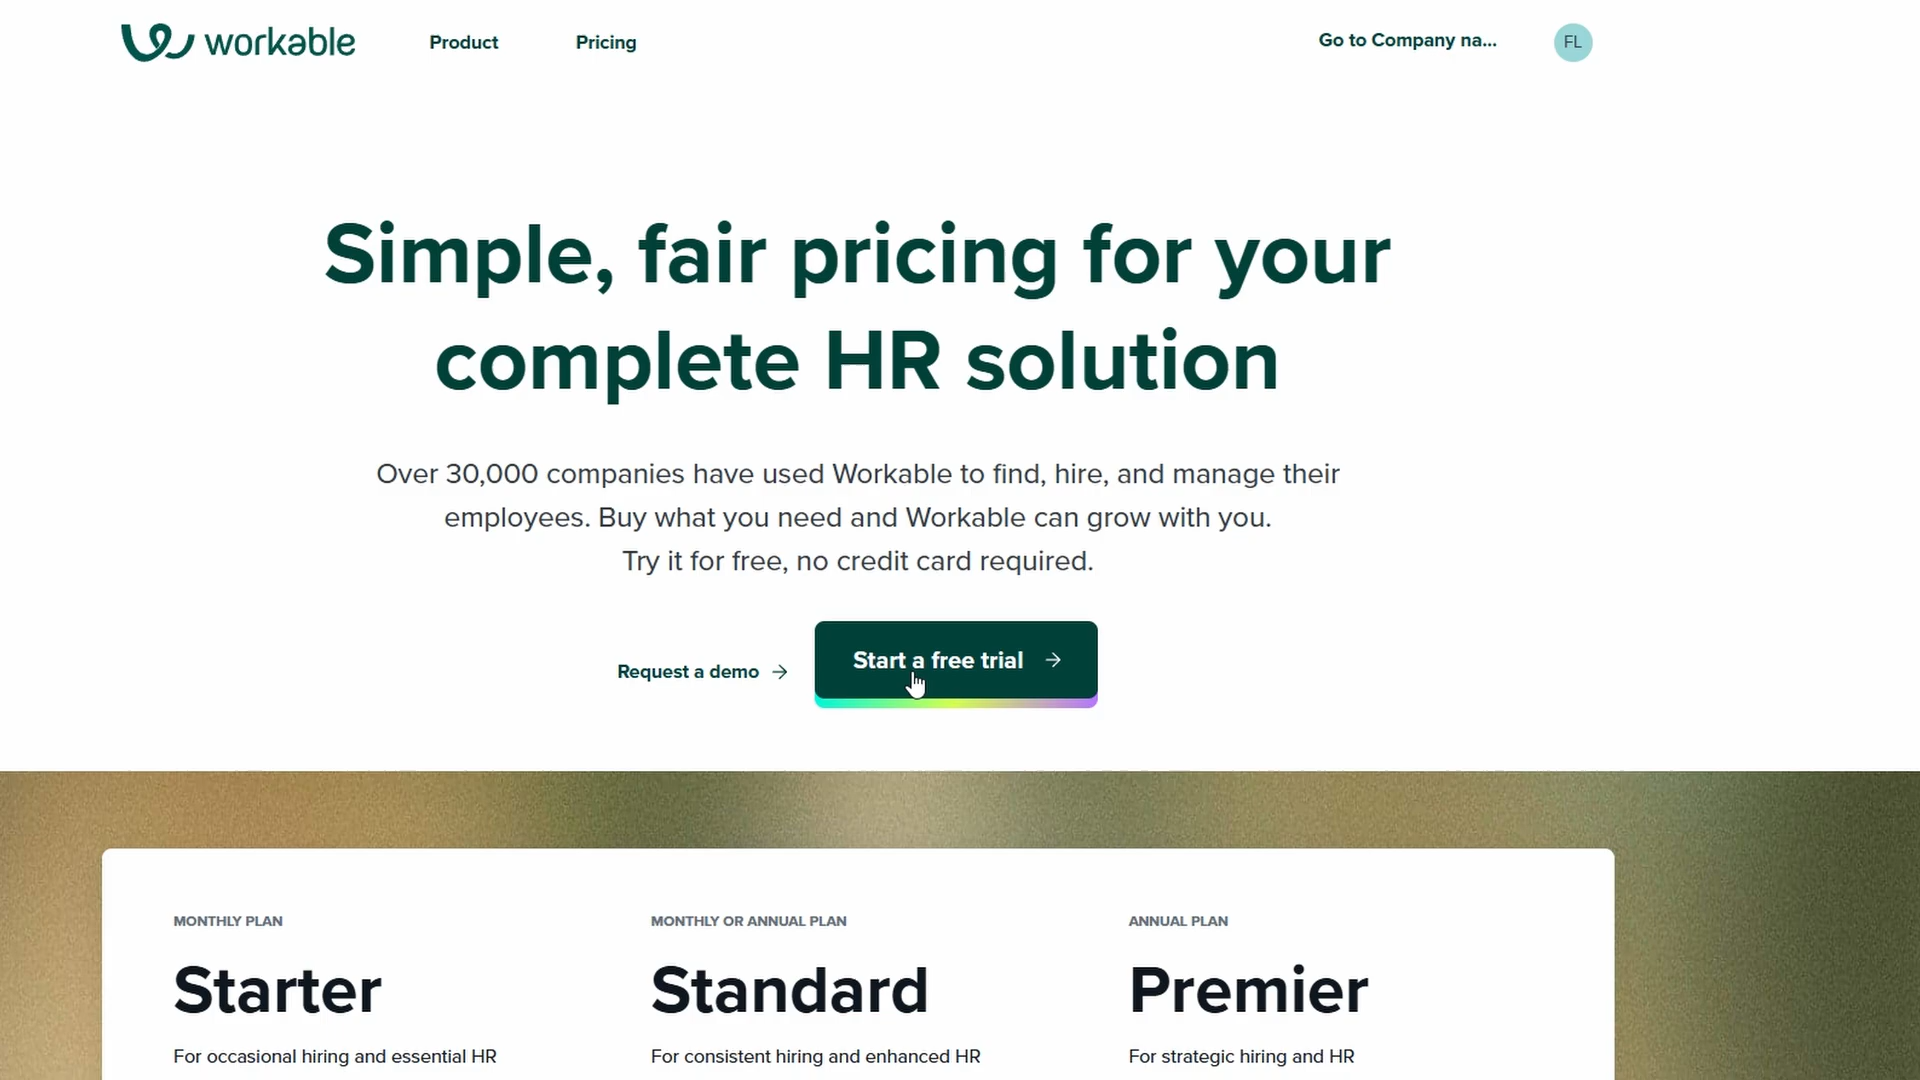 workable
Product
Pricing
Go to Company na...
FL
Simple, fair pricing for your
complete HR solution
Over 30,000 companies have used Workable to find, hire, and manage their
employees. Buy what you need and Workable can grow with you.
Try it for free, no credit card required.
Request a demo
Start a free trial
MONTHLY PLAN
Starter
For occasional hiring and essential HR
MONTHLY OR ANNUAL PLAN
Standard
For consistent hiring and enhanced HR
ANNUAL PLAN
Premier
For strategic hiring and HR